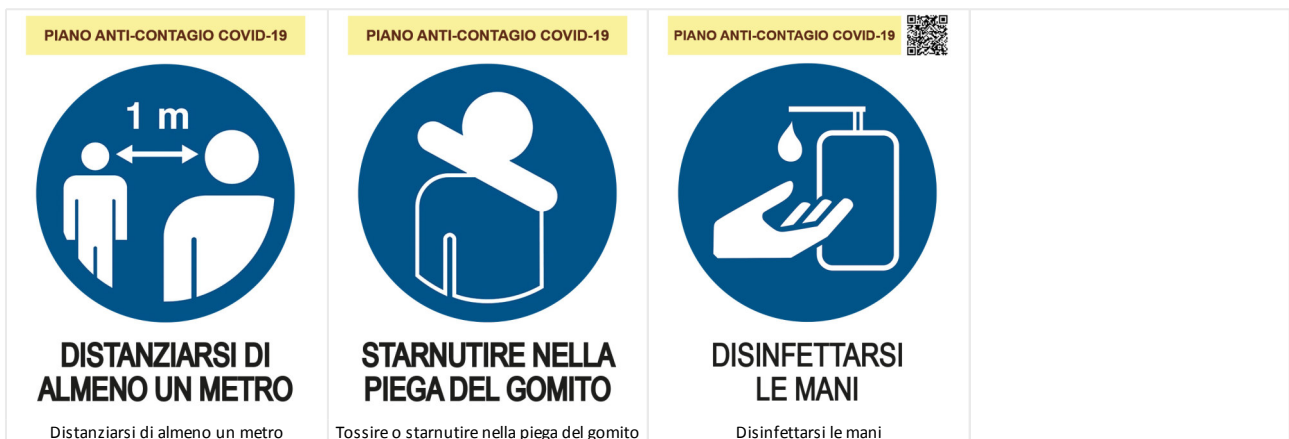 PIANO ANTI-CONTAGIO COVID-19
1 m
DISTANZIARSI DI
ALMENO UN METRO
Distanziarsi di almeno un metro
PIANO ANTI-CONTAGIO COVID-19
STARNUTIRE NELLA
PIEGA DEL GOMITO
Tossire o starnutire nella piega del gomito
PIANO ANTI-CONTAGIO COVID-19
DISINFETTARSI
LE MANI
Disinfettarsi le mani